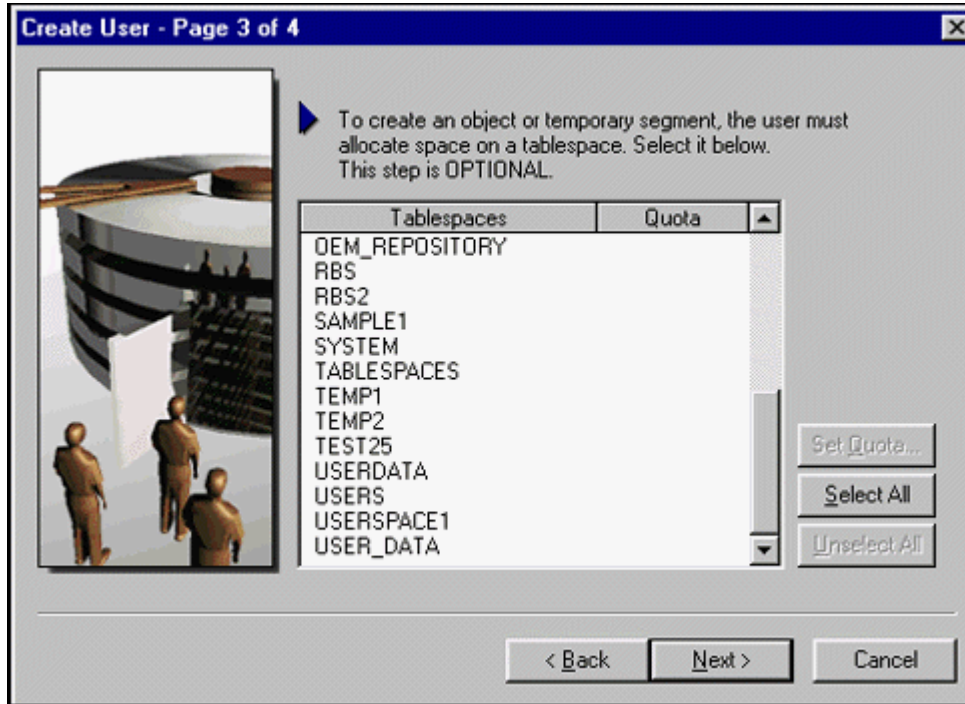 Create User - Page 3 of 4
To create an object or temporary segment, the user must
allocate space on a tablespace. Select it below.
This step is OPTIONAL.
Tablespaces Quota
OEM_REPOSITORY
RBS
RBS2
SAMPLE1
SYSTEM
TABLESPACES
TEMP1
TEMP2
TEST25
USERDATA
USERS
USERSPACE1
USER_DATA
Set Quota...
Select All
Unselect All
< Back
Next >
Cancel